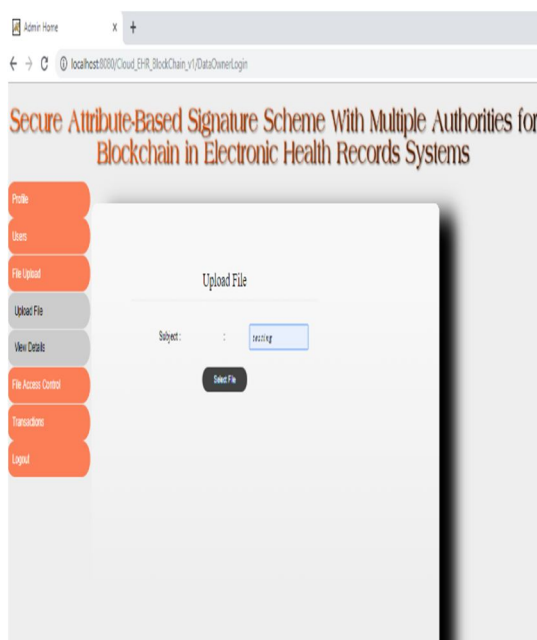 Admin Home
localhost:8080/Cloud_EHR_BlockChain_v1/DataOwnerLogin
Secure Attribute-Based Signature Scheme With Multiple Authorities for
Blockchain in Electronic Health Records Systems
Profile
Users
File Upload
Upload File
View Details
File Access Control
Transactions
Logout
Upload File
Subject : :
Select File